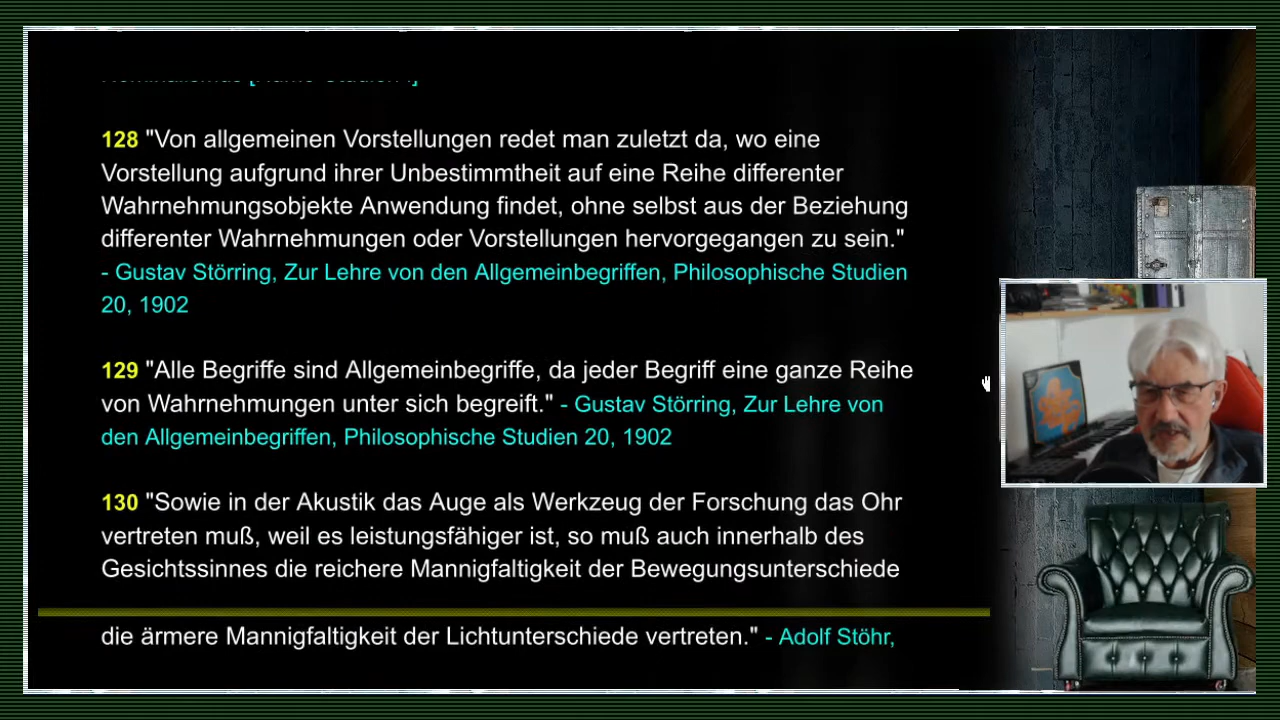 128 "Von allgemeinen Vorstellungen redet man zuletzt da, wo eine
Vorstellung aufgrund ihrer Unbestimmtheit auf eine Reihe differenter
Wahrnehmungsobjekte Anwendung findet, ohne selbst aus der Beziehung
differenter Wahrnehmungen oder Vorstellungen hervorgegangen zu sein."
- Gustav Störring, Zur Lehre von den Allgemeinbegriffen, Philosophische Studien
20, 1902
129 "Alle Begriffe sind Allgemeinbegriffe, da jeder Begriff eine ganze Reihe
von Wahrnehmungen unter sich begreift." - Gustav Störring, Zur Lehre von
den Allgemeinbegriffen, Philosophische Studien 20, 1902
130 "Sowie in der Akustik das Auge als Werkzeug der Forschung das Ohr
vertreten muß, weil es leistungsfähiger ist, so muß auch innerhalb des
Gesichtssinnes die reichere Mannigfaltigkeit der Bewegungsunterschiede
die ärmere Mannigfaltigkeit der Lichtunterschiede vertreten." - Adolf Stöhr,